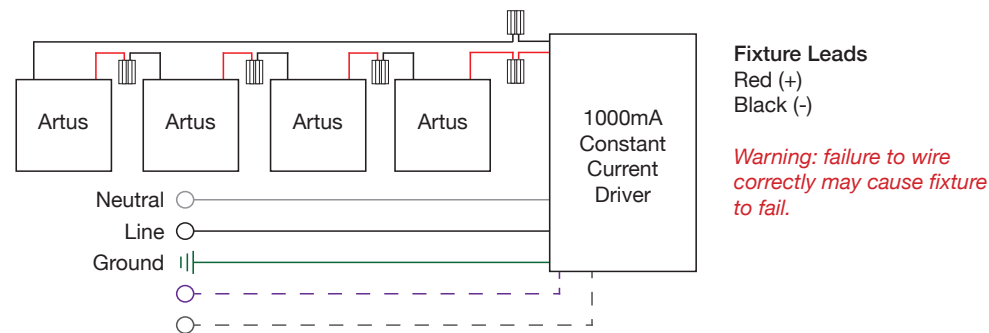 Artus
Artus
Artus
Artus
1000mA
Constant
Current
Driver
Fixture Leads
Red (+)
Black (-)
Warning: failure to wire
correctly may cause fixture
to fail.
Neutral
Line
Ground